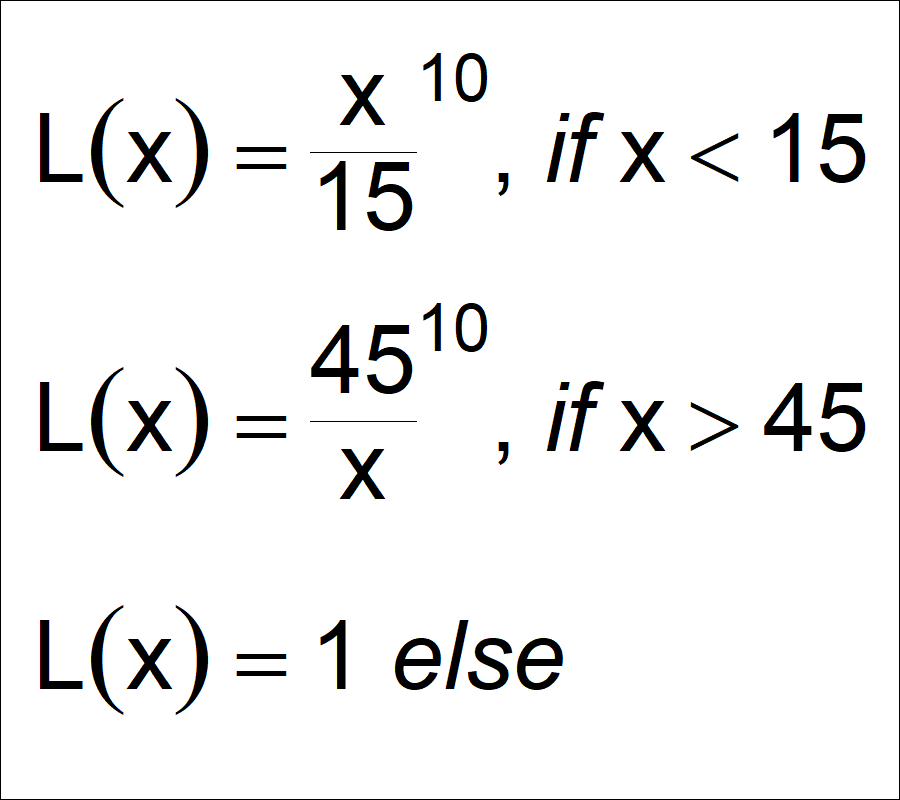 L(x) = x/15^10 , if x < 15
L(x) = 45/x^10 , if x > 45
L(x) = 1 else